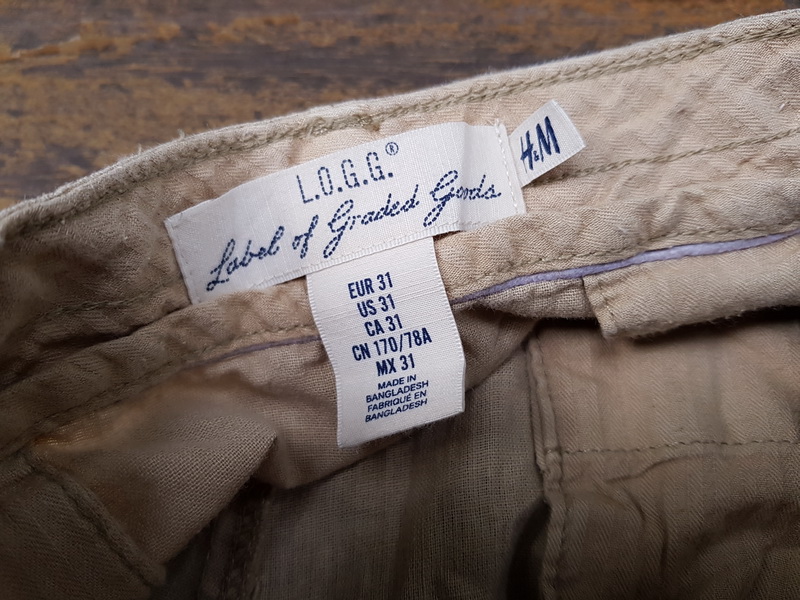 L.O.G.G.®
Label of Graded Goods
H&M
EUR 31
US 31
CA 31
CN 170/78A
MX 31
MADE IN
BANGLADESH
FABRIQUÉ EN
BANGLADESH